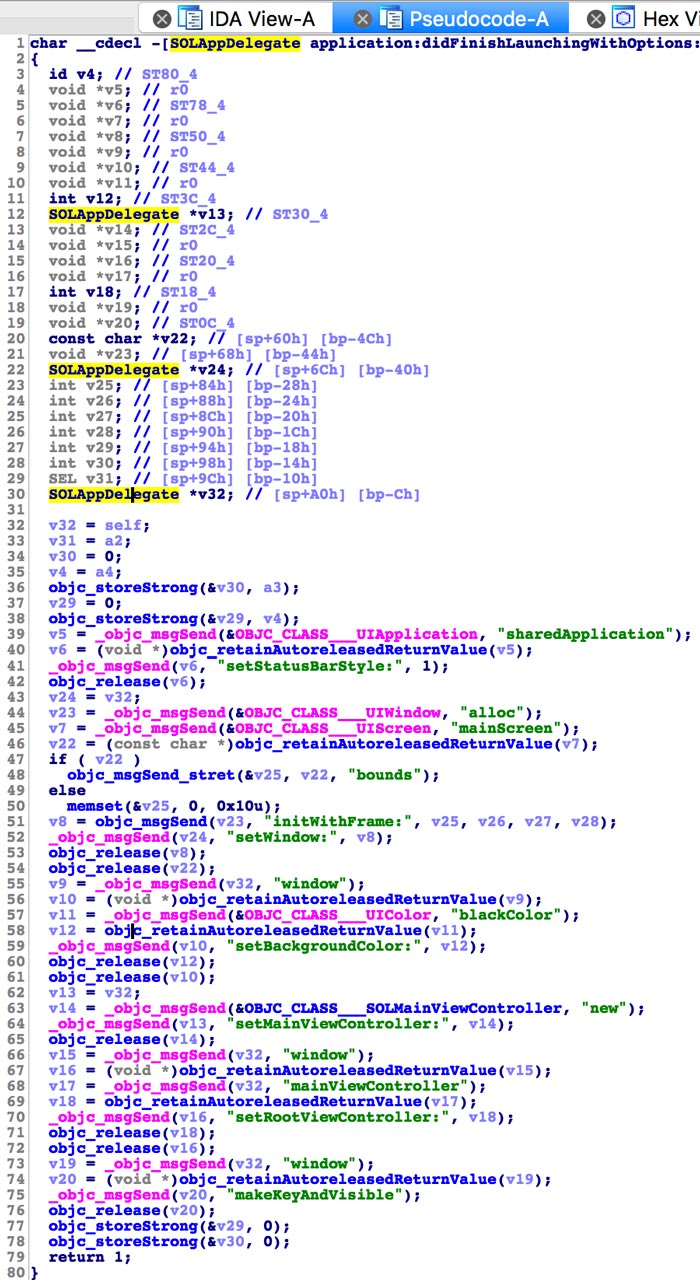 IDA View-A Pseudocode-A Hex V
1 char __cdecl -[SOLAppDelegate application:didFinishLaunchingWithOptions:
2 {
3 id v4; // ST80_4
4 void *v5; // r0
5 void *v6; // ST78_4
6 void *v7; // r0
7 void *v8; // ST50_4
8 void *v9; // r0
9 void *v10; // ST44_4
10 void *v11; // r0
11 int v12; // ST3C_4
12 SOLAppDelegate *v13; // ST30_4
13 void *v14; // ST2C_4
14 void *v15; // r0
15 void *v16; // ST20_4
16 void *v17; // r0
17 int v18; // ST18_4
18 void *v19; // r0
19 void *v20; // ST0C_4
20 const char *v22; // [sp+60h] [bp-4Ch]
21 void *v23; // [sp+68h] [bp-44h]
22 SOLAppDelegate *v24; // [sp+6Ch] [bp-40h]
23 int v25; // [sp+84h] [bp-28h]
24 int v26; // [sp+88h] [bp-24h]
25 int v27; // [sp+8Ch] [bp-20h]
26 int v28; // [sp+90h] [bp-1Ch]
27 int v29; // [sp+94h] [bp-18h]
28 int v30; // [sp+98h] [bp-14h]
29 SEL v31; // [sp+9Ch] [bp-10h]
30 SOLAppDelegate *v32; // [sp+A0h] [bp-Ch]
31
32 v32 = self;
33 v31 = a2;
34 v30 = 0;
35 v4 = a4;
36 objc_storeStrong(&v30, a3);
37 v29 = 0;
38 objc_storeStrong(&v29, v4);
39 v5 = _objc_msgSend(&OBJC_CLASS___UIApplication, "sharedApplication");
40 v6 = (void *)objc_retainAutoreleasedReturnValue(v5);
41 _objc_msgSend(v6, "setStatusBarStyle:", 1);
42 objc_release(v6);
43 v24 = v32;
44 v23 = _objc_msgSend(&OBJC_CLASS___UIWindow, "alloc");
45 v7 = _objc_msgSend(&OBJC_CLASS___UIScreen, "mainScreen");
46 v22 = (const char *)objc_retainAutoreleasedReturnValue(v7);
47 if ( v22 )
48 objc_msgSend_stret(&v25, v22, "bounds");
49 else
50 memset(&v25, 0, 0x10u);
51 v8 = objc_msgSend(v23, "initWithFrame:", v25, v26, v27, v28);
52 _objc_msgSend(v24, "setWindow:", v8);
53 objc_release(v8);
54 objc_release(v22);
55 v9 = _objc_msgSend(v32, "window");
56 v10 = (void *)objc_retainAutoreleasedReturnValue(v9);
57 v11 = _objc_msgSend(&OBJC_CLASS___UIColor, "blackColor");
58 v12 = objc_retainAutoreleasedReturnValue(v11);
59 _objc_msgSend(v10, "setBackgroundColor:", v12);
60 objc_release(v12);
61 objc_release(v10);
62 v13 = v32;
63 v14 = _objc_msgSend(&OBJC_CLASS___SOLMainViewController, "new");
64 _objc_msgSend(v13, "setMainViewController:", v14);
65 objc_release(v14);
66 v15 = _objc_msgSend(v32, "window");
67 v16 = (void *)objc_retainAutoreleasedReturnValue(v15);
68 v17 = _objc_msgSend(v32, "mainViewController");
69 v18 = objc_retainAutoreleasedReturnValue(v17);
70 _objc_msgSend(v16, "setRootViewController:", v18);
71 objc_release(v18);
72 objc_release(v16);
73 v19 = _objc_msgSend(v32, "window");
74 v20 = (void *)objc_retainAutoreleasedReturnValue(v19);
75 _objc_msgSend(v20, "makeKeyAndVisible");
76 objc_release(v20);
77 objc_storeStrong(&v29, 0);
78 objc_storeStrong(&v30, 0);
79 return 1;
80 }